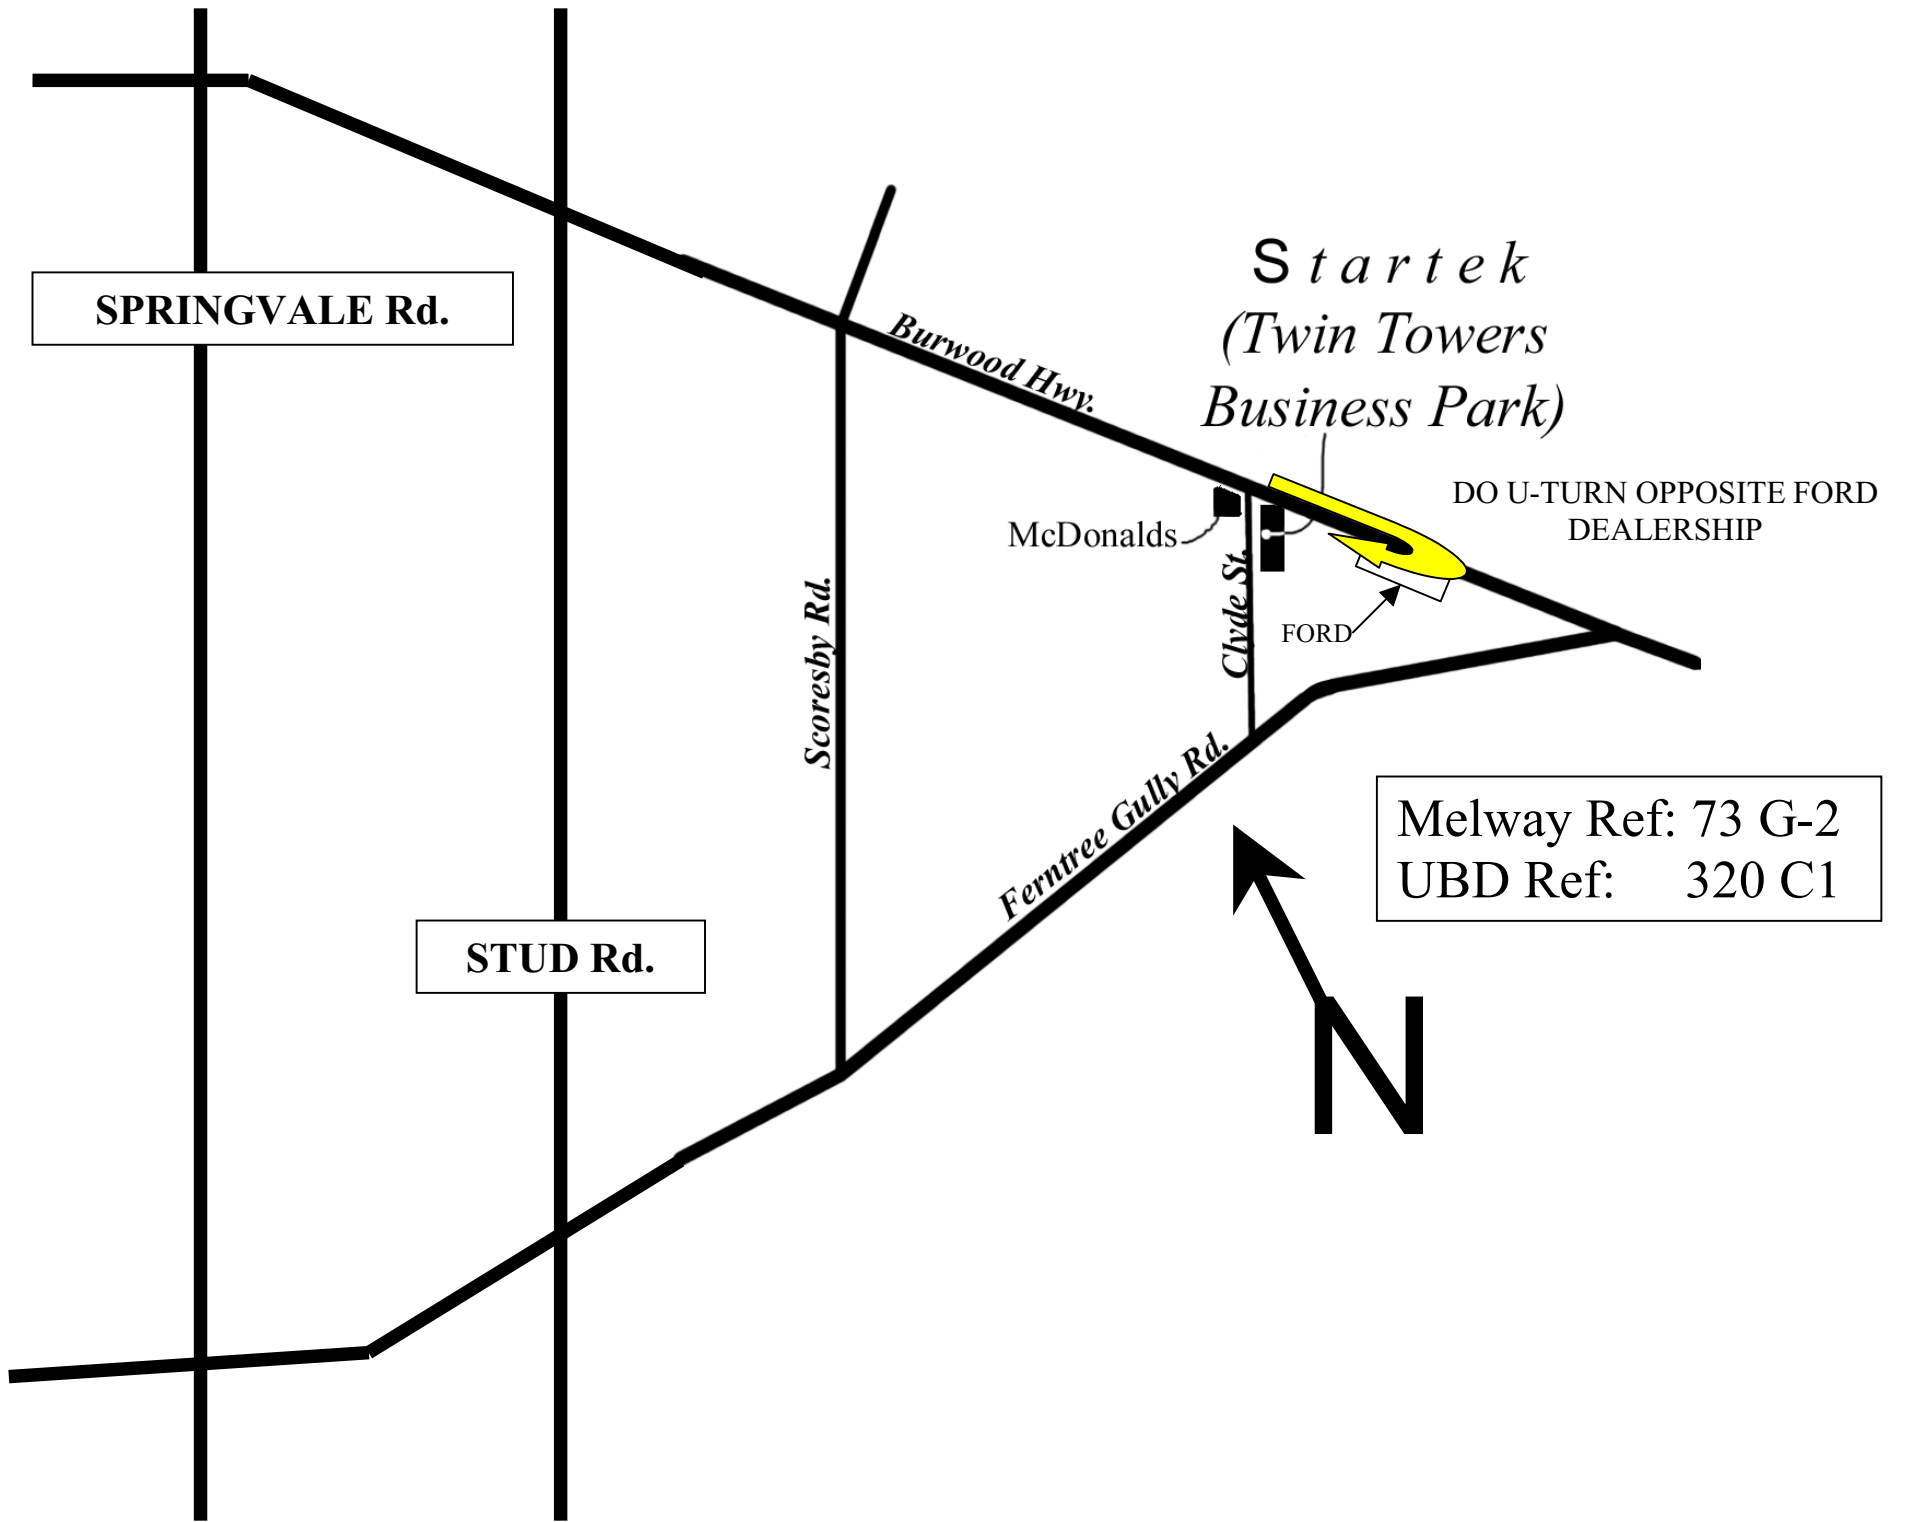 SPRINGVALE Rd.
Burwood Hwy.
Startek
(Twin Towers
Business Park)
DO U-TURN OPPOSITE FORD
DEALERSHIP
McDonalds
Clyde St.
FORD
Scoresby Rd.
Ferntree Gully Rd.
Melway Ref: 73 G-2
UBD Ref: 320 C1
STUD Rd.
N